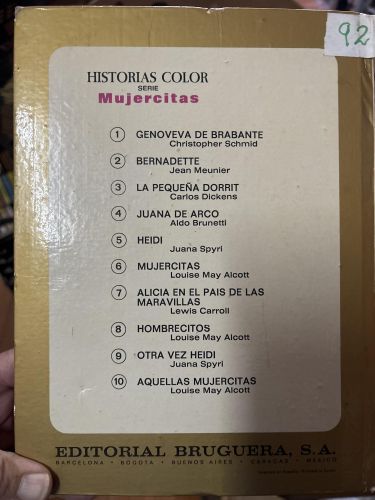 92
HISTORIAS COLOR
SERIE
Mujercitas
1 GENOVEVA DE BRABANTE
Christopher Schmid
2 BERNADETTE
Jean Meunier
3 LA PEQUEÑA DORRIT
Carlos Dickens
4 JUANA DE ARCO
Aldo Brunetti
5 HEIDI
Juana Spyri
6 MUJERCITAS
Louise May Alcott
7 ALICIA EN EL PAIS DE LAS
MARAVILLAS
Lewis Carroll
8 HOMBRECITOS
Louise May Alcott
9 OTRA VEZ HEIDI
Juana Spyri
10 AQUELLAS MUJERCITAS
Louise May Alcott
EDITORIAL BRUGUERA, S.A.
BARCELONA • BOGOTA • BUENOS AIRES • CARACAS • MEXICO